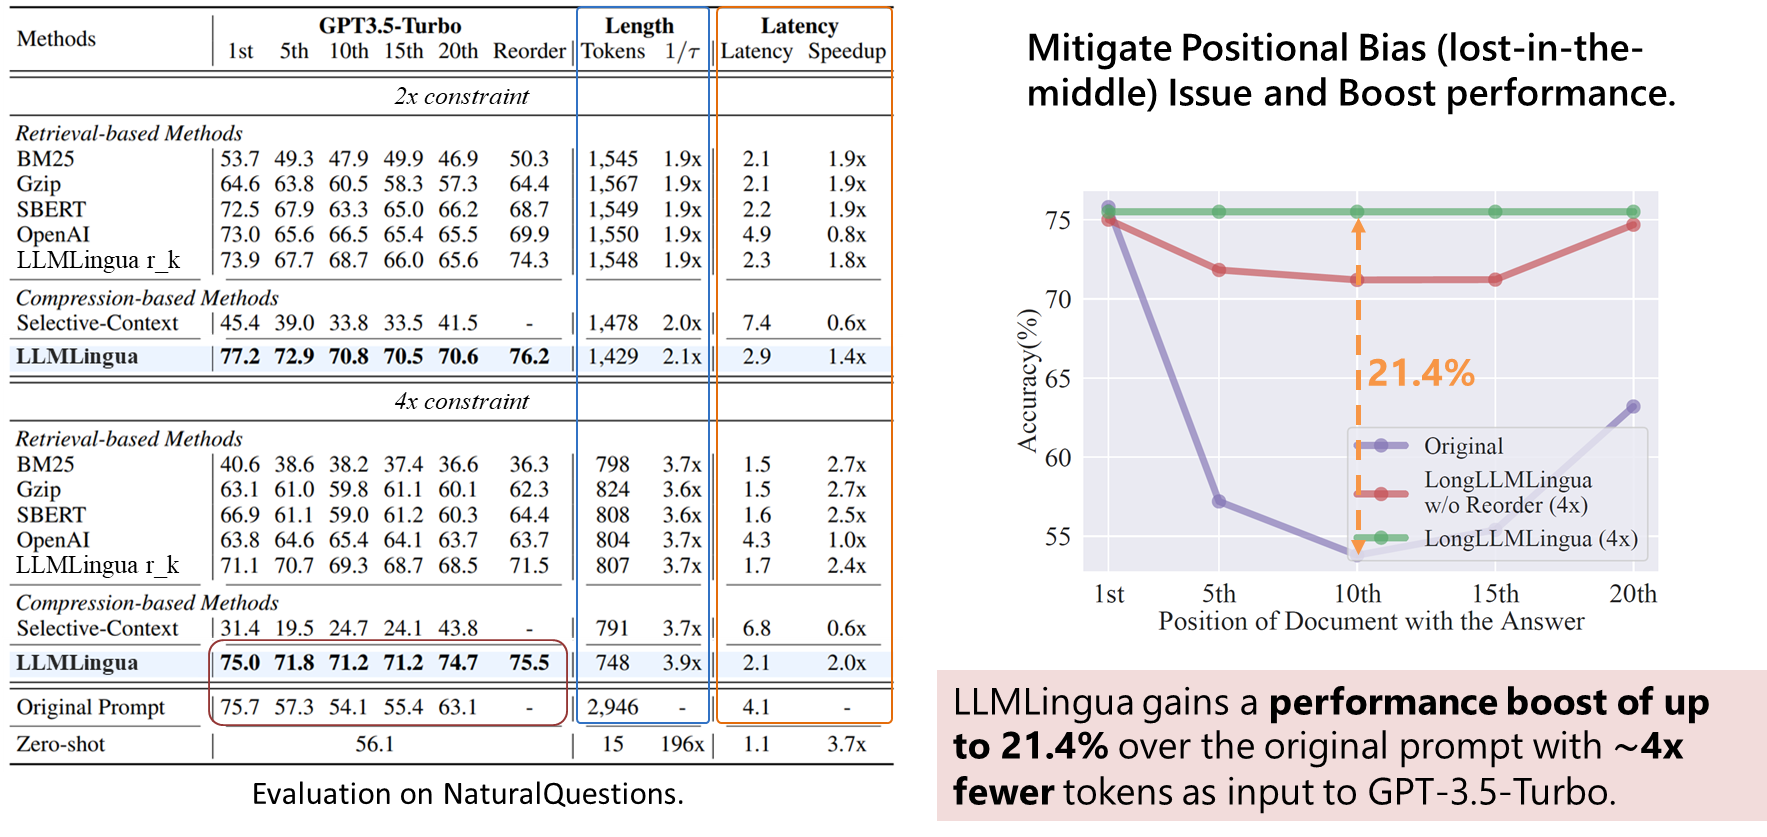 Methods GPT3.5-Turbo Length Latency
1st 5th 10th 15th 20th Reorder Tokens 1/τ Latency Speedup
2x constraint
Retrieval-based Methods
BM25 53.7 49.3 47.9 49.9 46.9 50.3 1,545 1.9x 2.1 1.9x
Gzip 64.6 63.8 60.5 58.3 57.3 64.4 1,567 1.9x 2.1 1.9x
SBERT 72.5 67.9 63.3 65.0 66.2 68.7 1,549 1.9x 2.2 1.9x
OpenAI 73.0 65.6 66.5 65.4 65.5 69.9 1,550 1.9x 4.9 0.8x
LLMLingua r_k 73.9 67.7 68.7 66.0 65.6 74.3 1,548 1.9x 2.3 1.8x
Compression-based Methods
Selective-Context 45.4 39.0 33.8 33.5 41.5 - 1,478 2.0x 7.4 0.6x
LLMLingua 77.2 72.9 70.8 70.5 70.6 76.2 1,429 2.1x 2.9 1.4x
4x constraint
Retrieval-based Methods
BM25 40.6 38.6 38.2 37.4 36.6 36.3 798 3.7x 1.5 2.7x
Gzip 63.1 61.0 59.8 61.1 60.1 62.3 824 3.6x 1.5 2.7x
SBERT 66.9 61.1 59.0 61.2 60.3 64.4 808 3.6x 1.6 2.5x
OpenAI 63.8 64.6 65.4 64.1 63.7 63.7 804 3.7x 4.3 1.0x
LLMLingua r_k 71.1 70.7 69.3 68.7 68.5 71.5 807 3.7x 1.7 2.4x
Compression-based Methods
Selective-Context 31.4 19.5 24.7 24.1 43.8 - 791 3.7x 6.8 0.6x
LLMLingua 75.0 71.8 71.2 71.2 74.7 75.5 748 3.9x 2.1 2.0x
Original Prompt 75.7 57.3 54.1 55.4 63.1 - 2,946 - 4.1 -
Zero-shot 56.1 15 196x 1.1 3.7x
Evaluation on NaturalQuestions.
Mitigate Positional Bias (lost-in-the-
middle) Issue and Boost performance.
Accuracy(%)
75
70
65
60
55
21.4%
Original
LongLLMLingua
w/o Reorder (4x)
LongLLMLingua (4x)
1st 5th 10th 15th 20th
Position of Document with the Answer
LLMLingua gains a performance boost of up
to 21.4% over the original prompt with ~4x
fewer tokens as input to GPT-3.5-Turbo.